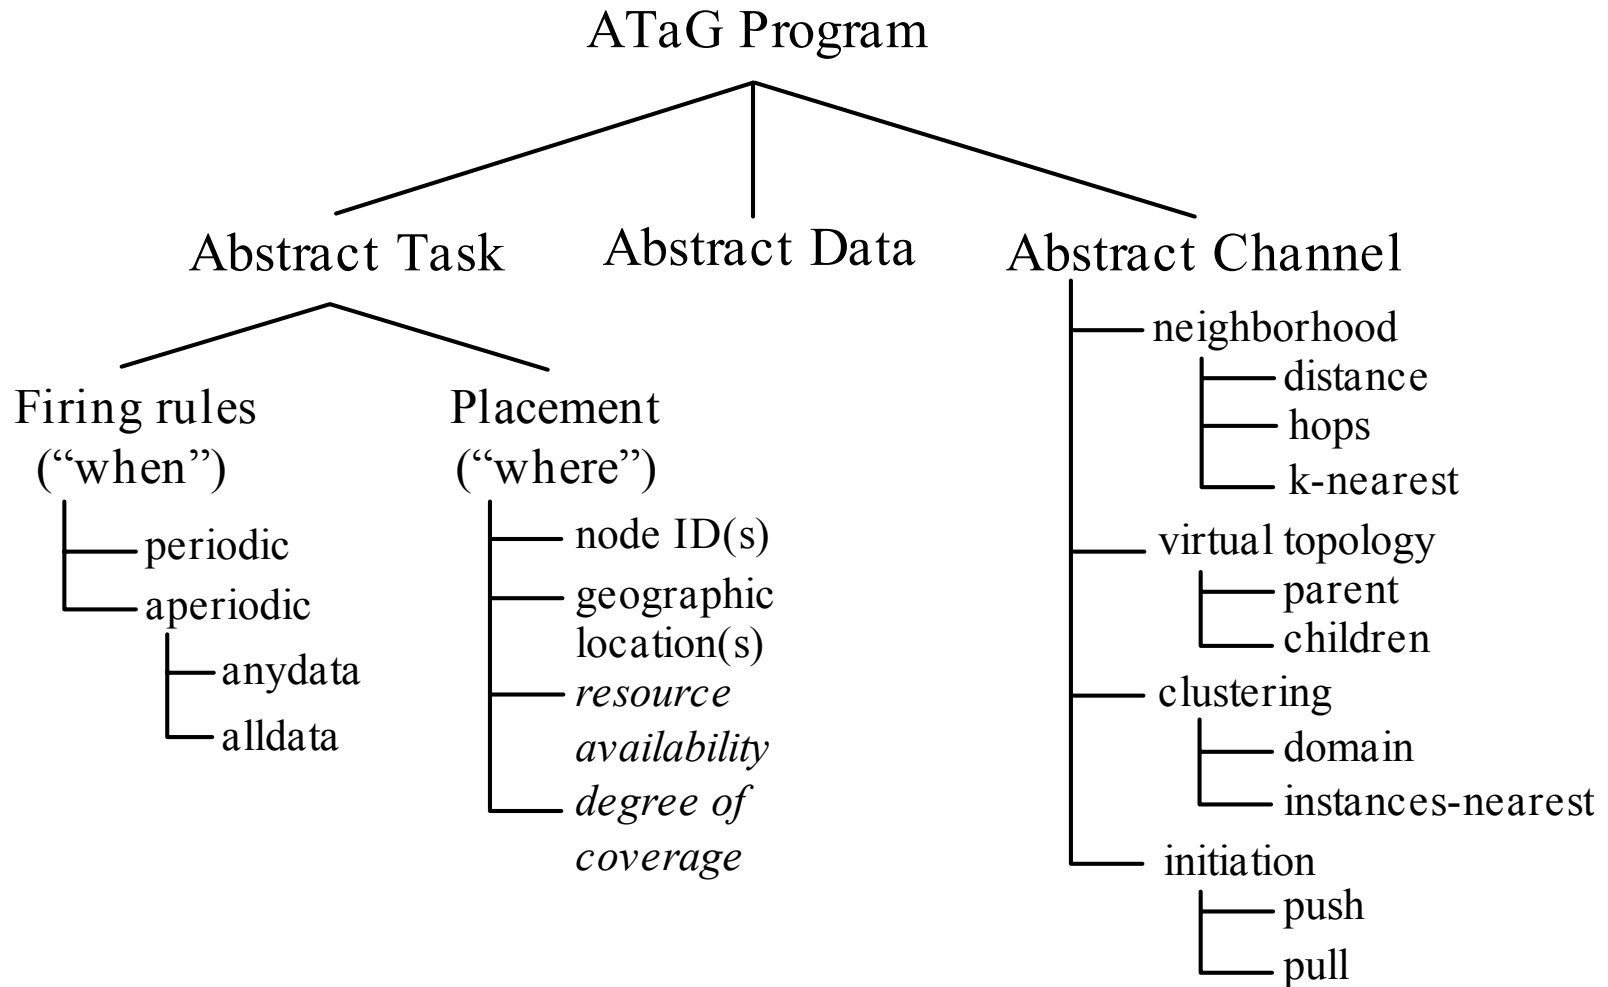 ATaG Program
Abstract Task
Abstract Data
Abstract Channel
Firing rules
(“when”)
periodic
aperiodic
anydata
alldata
Placement
(“where”)
node ID(s)
geographic
location(s)
resource
availability
degree of
coverage
neighborhood
distance
hops
k-nearest
virtual topology
parent
children
clustering
domain
instances-nearest
initiation
push
pull